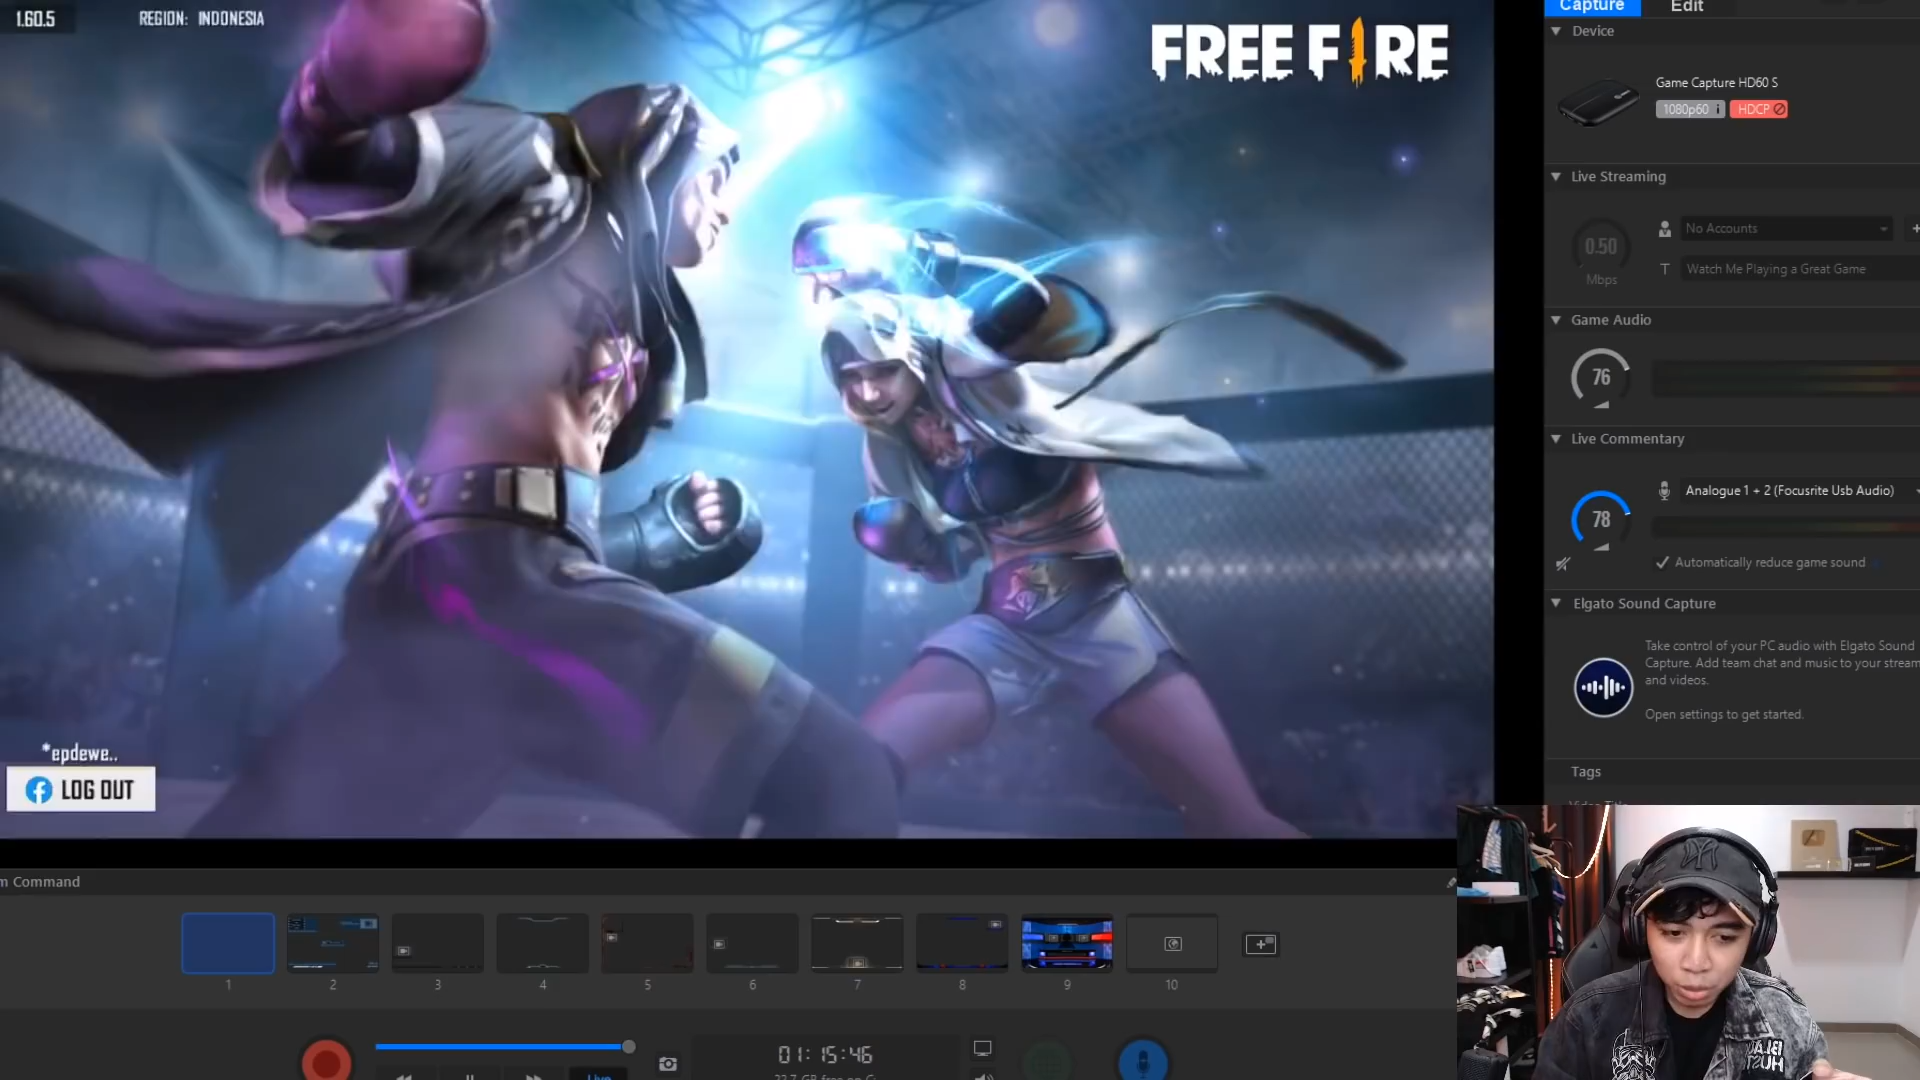 1.60.5
REGION: INDONESIA
FREE FIRE
*epdewe..
LOG OUT
Capture
Edit
Device
Game Capture HD60 S
1080p60 i
HDCP
Live Streaming
0.50
Mbps
No Accounts
T
Watch Me Playing a Great Game
Game Audio
76
Live Commentary
78
Analogue 1 + 2 (Focusrite Usb Audio)
Automatically reduce game sound
Elgato Sound Capture
Take control of your PC audio with Elgato Sound
Capture. Add team chat and music to your stream
and videos.
Open settings to get started.
Tags
m Command
1
2
3
4
5
6
7
8
9
10
01:15:46
Live